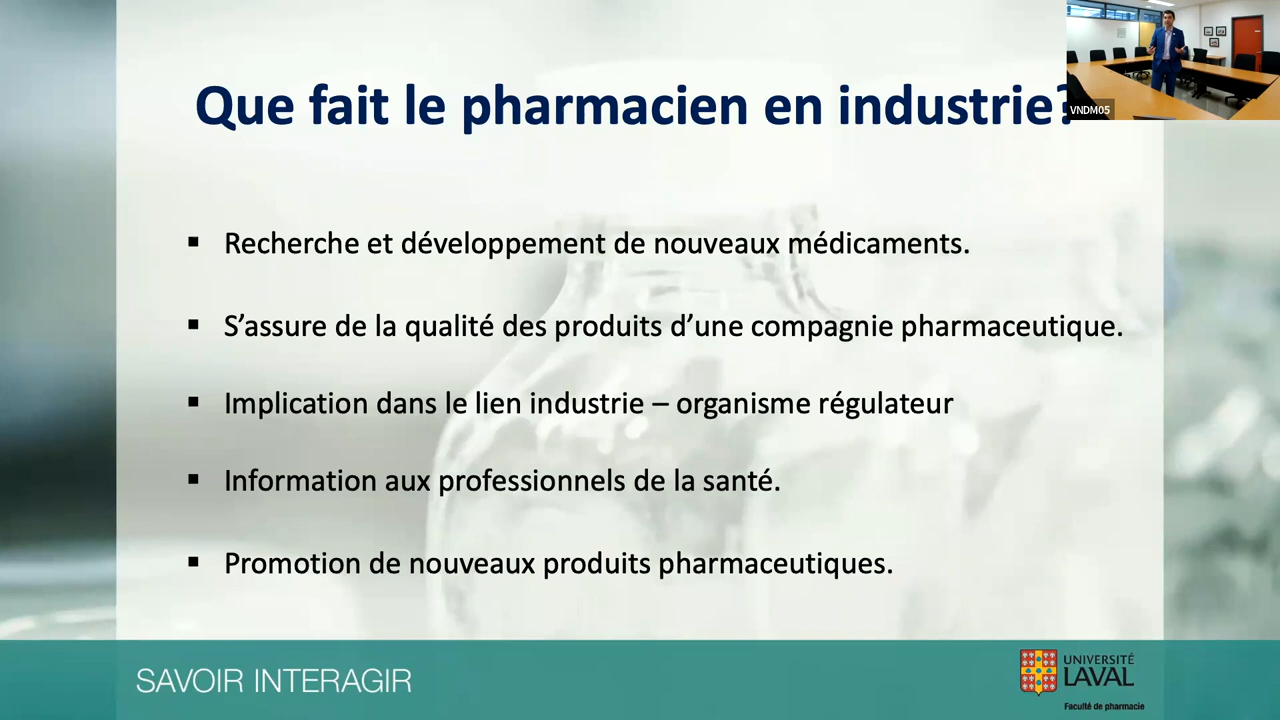 Que fait le pharmacien en industrie?
VNDM05
▪ Recherche et développement de nouveaux médicaments.
▪ S’assure de la qualité des produits d’une compagnie pharmaceutique.
▪ Implication dans le lien industrie – organisme régulateur
▪ Information aux professionnels de la santé.
▪ Promotion de nouveaux produits pharmaceutiques.
SAVOIR INTERAGIR
UNIVERSITÉ
LAVAL
Faculté de pharmacie